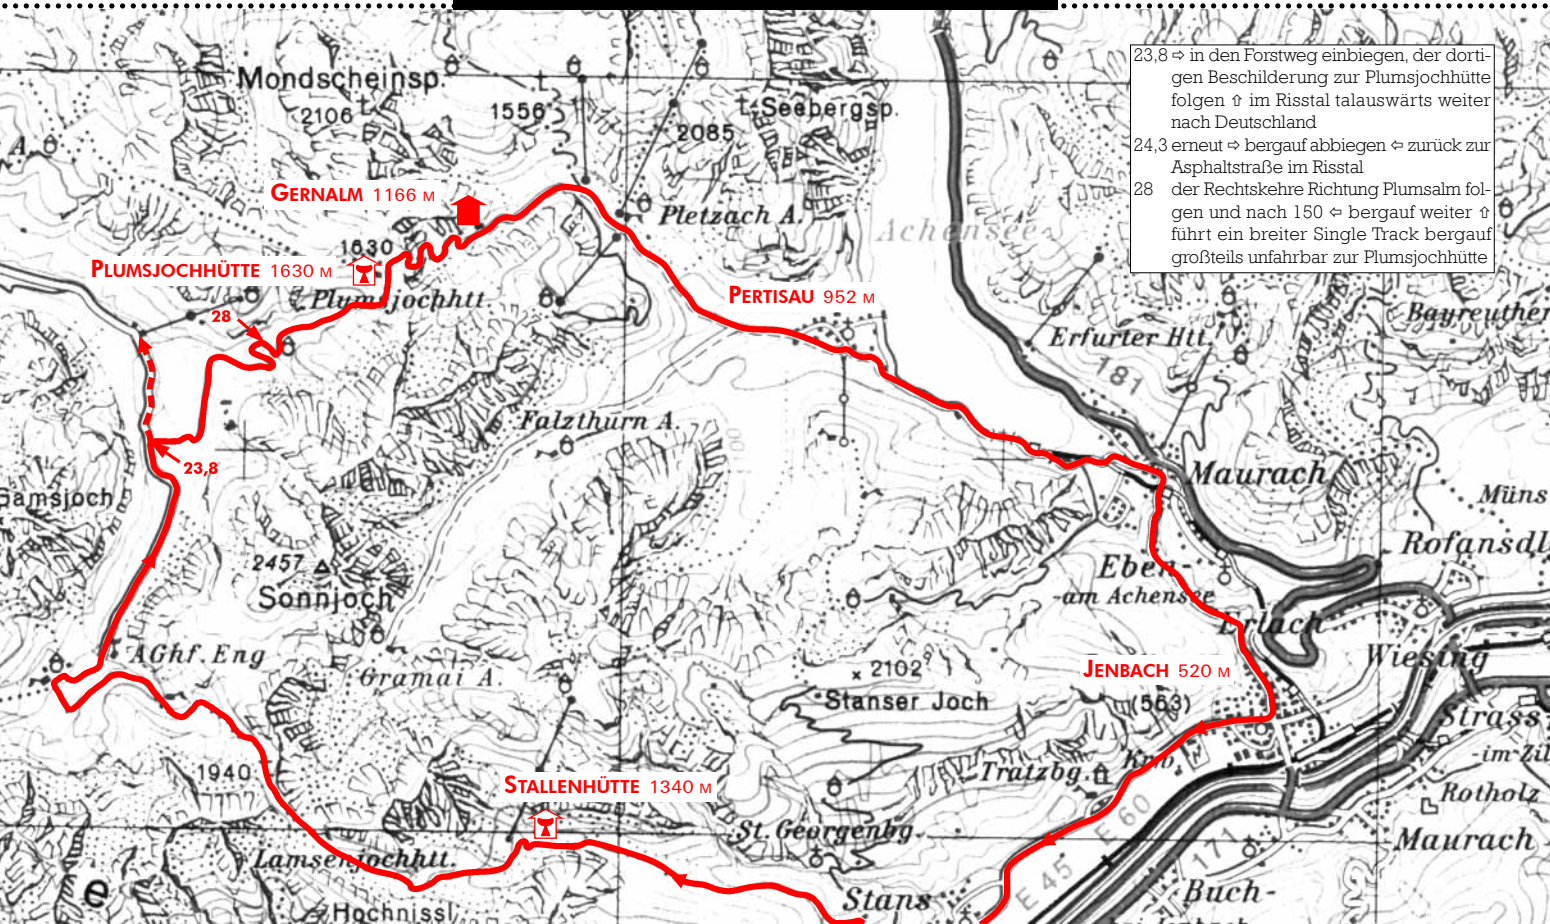 23,8 ⇨ in den Forstweg einbiegen, der dorti-
gen Beschilderung zur Plumsjochhütte
folgen ⇧ im Risstal talauswärts weiter
nach Deutschland
24,3 erneut ⇨ bergauf abbiegen ⇦ zurück zur
Asphaltstraße im Risstal
28 der Rechtskehre Richtung Plumsalm fol-
gen und nach 150 ⇦ bergauf weiter ⇧
führt ein breiter Single Track bergauf
großteils unfahrbar zur Plumsjochhütte
Mondscheinsp.
2106
1556
Seebergsp.
2085
A.
GERNALM 1166 M
Pletzach A.
Achensee
1630
PLUMSJOCHHÜTTE 1630 M
Plumsjochhtt.
28
PERTISAU 952 M
Bayreuther
Erfurter Htt.
181
Falzthurn A.
23,8
Maurach
Gamsjoch
Müns
Rofansdl
2457
Sonnjoch
Eben
-am Achensee
Erlach
AGhf. Eng
Wiesing
Gramai A.
2102
JENBACH 520 M
Stanser Joch
(563)
Strass
-im-Zil
1940
Tratzbg.
Krb.
STALLENHÜTTE 1340 M
Rotholz
E 60
St. Georgenbg.
171
Maurach
Lamsenjochhtt.
E 45
e
Stans
Buch-
Hochnissl